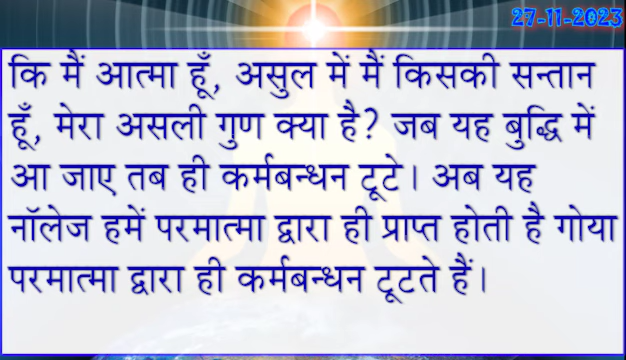 27-11-2023
कि मैं आत्मा हूँ, असुल में मैं किसकी सन्तान
हूँ, मेरा असली गुण क्या है? जब यह बुद्धि में
आ जाए तब ही कर्मबन्धन टूटे। अब यह
नॉलेज हमें परमात्मा द्वारा ही प्राप्त होती है गोया
परमात्मा द्वारा ही कर्मबन्धन टूटते हैं।